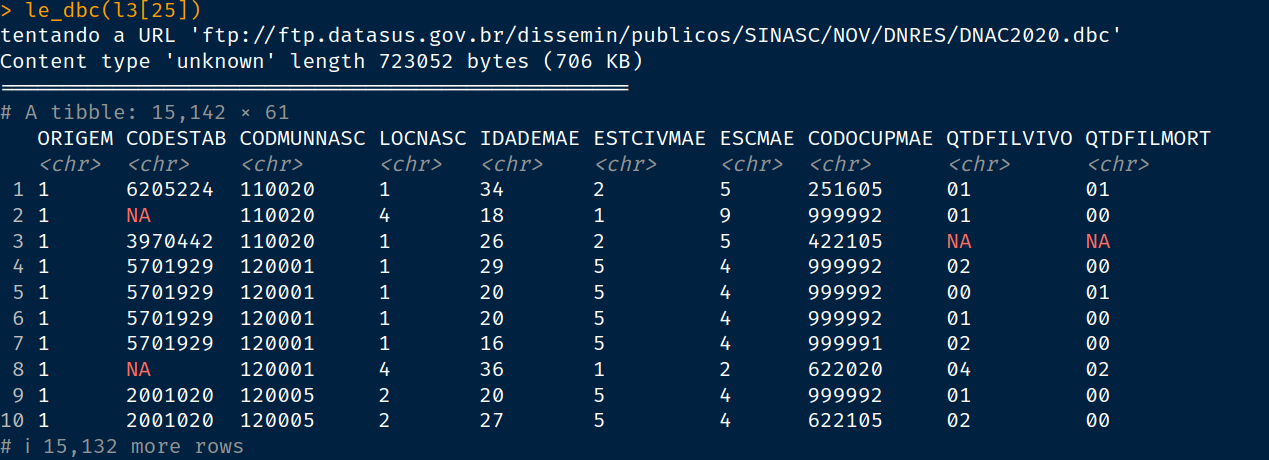 > le_dbc(l3[25])
tentando a URL 'ftp://ftp.datasus.gov.br/dissemin/publicos/SINASC/NOV/DNRES/DNAC2020.dbc'
Content type 'unknown' length 723052 bytes (706 KB)
==================================================
# A tibble: 15,142 × 61
ORIGEM CODESTAB CODMUNNASC LOCNASC IDADEMAE ESTCIVMAE ESCMAE CODOCUPMAE QTDFILVIVO QTDFILMORT
<chr> <chr> <chr> <chr> <chr> <chr> <chr> <chr> <chr> <chr>
1 1 6205224 110020 1 34 2 5 251605 01 01
2 1 NA 110020 4 18 1 9 999992 01 00
3 1 3970442 110020 1 26 2 5 422105 NA NA
4 1 5701929 120001 1 29 5 4 999992 02 00
5 1 5701929 120001 1 20 5 4 999992 00 01
6 1 5701929 120001 1 20 5 4 999992 01 00
7 1 5701929 120001 1 16 5 4 999991 02 00
8 1 NA 120001 4 36 1 2 622020 04 02
9 1 2001020 120005 2 20 5 4 999992 01 00
10 1 2001020 120005 2 27 5 4 622105 02 00
# ℹ 15,132 more rows